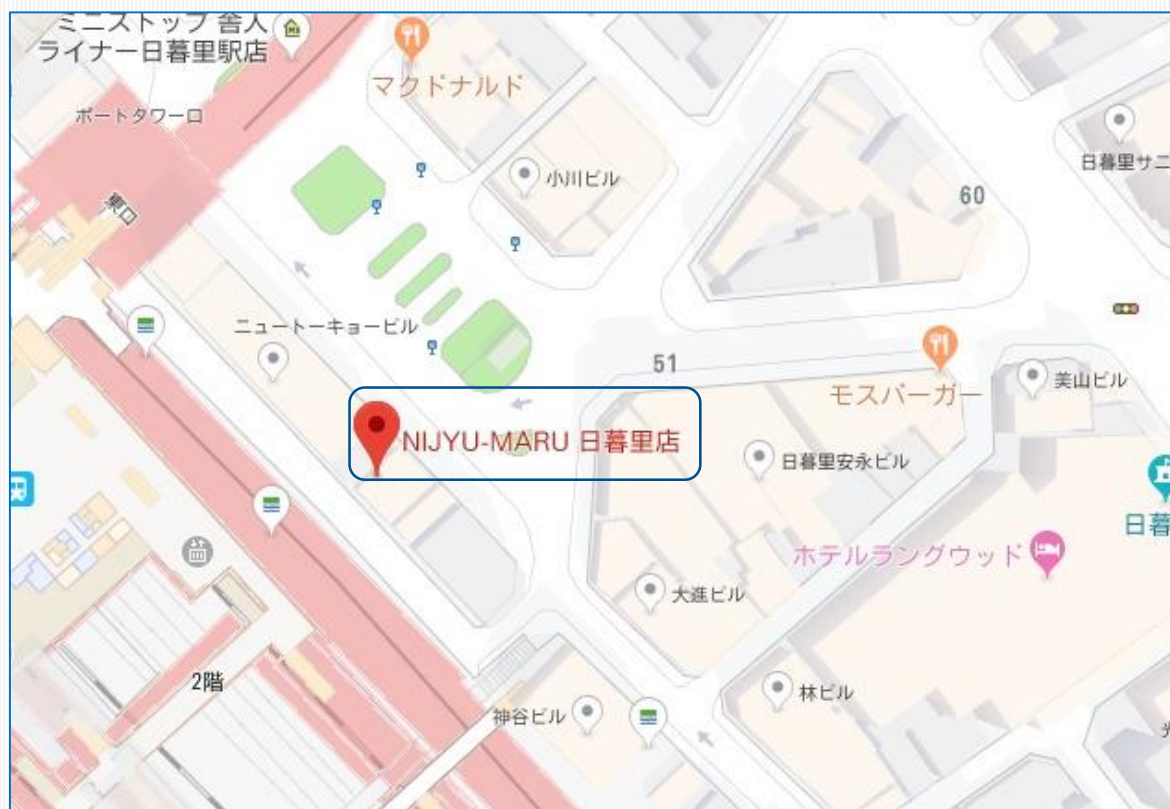 ミニストップ 舎人
ライナー日暮里駅店
マクドナルド
ポートタワー口
小川ビル
日暮里サニ
60
東口
ニュートーキョービル
51
モスバーガー
美山ビル
NIJYU-MARU 日暮里店
日暮里安永ビル
日暮
ホテルラングウッド
大進ビル
2階
林ビル
神谷ビル